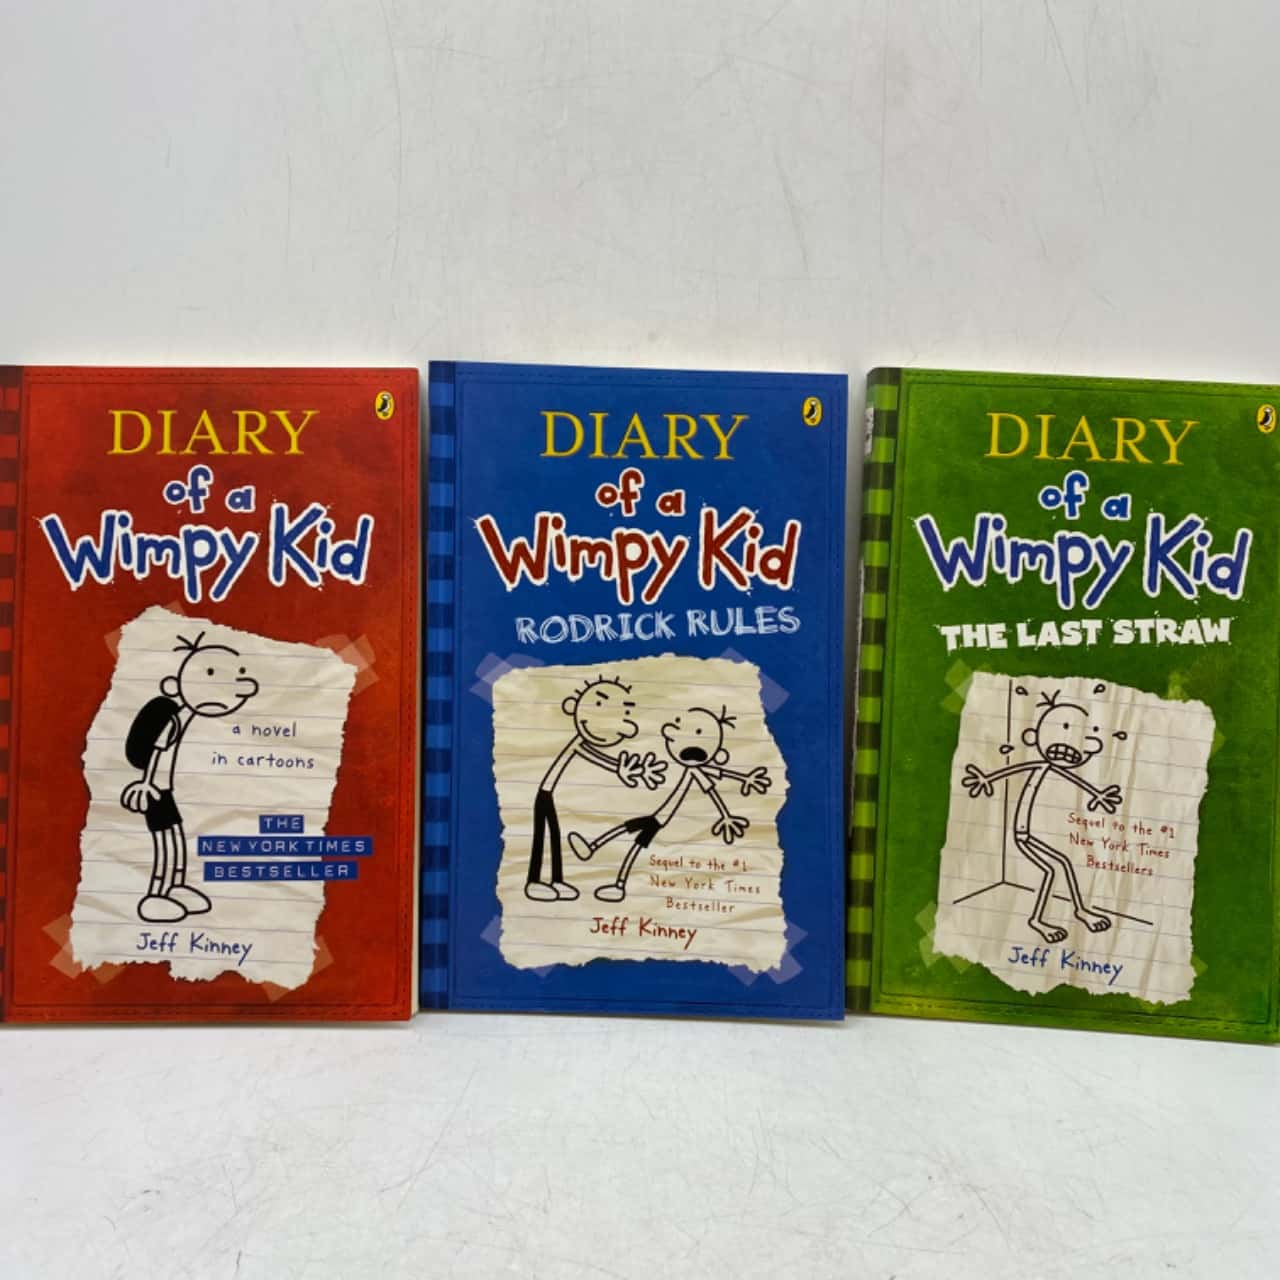 DIARY
of a
Wimpy Kid
a novel
in cartoons
THE
NEW YORK TIMES
BESTSELLER
Jeff Kinney
DIARY
of a
Wimpy Kid
RODRICK RULES
Sequel to the #1
New York Times
Bestseller
Jeff Kinney
DIARY
of a
Wimpy Kid
THE LAST STRAW
Sequel to the #1
New York Times
Bestsellers
Jeff Kinney